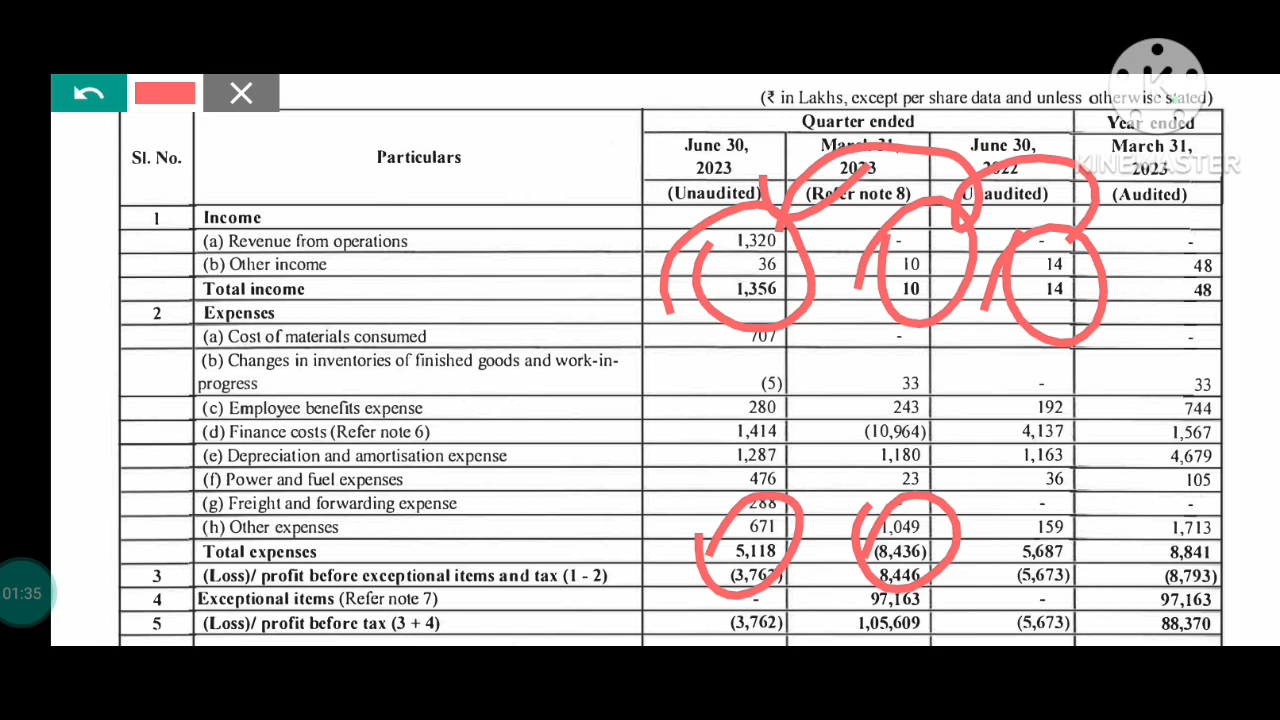 (₹ in Lakhs, except per share data and unless otherwise stated)
Sl. No. Particulars Quarter ended Year ended
June 30, 2023 March 31, 2023 June 30, 2022 March 31, 2023
(Unaudited) (Refer note 8) (Unaudited) (Audited)
1 Income
(a) Revenue from operations 1,320 - - -
(b) Other income 36 10 14 48
Total income 1,356 10 14 48
2 Expenses
(a) Cost of materials consumed 707 - -
(b) Changes in inventories of finished goods and work-in-
progress (5) 33 - 33
(c) Employee benefits expense 280 243 192 744
(d) Finance costs (Refer note 6) 1,414 (10,964) 4,137 1,567
(e) Depreciation and amortisation expense 1,287 1,180 1,163 4,679
(f) Power and fuel expenses 476 23 36 105
(g) Freight and forwarding expense 288 - - -
(h) Other expenses 671 1,049 159 1,713
Total expenses 5,118 (8,436) 5,687 8,841
3 (Loss)/ profit before exceptional items and tax (1 - 2) (3,762) 8,446 (5,673) (8,793)
4 Exceptional items (Refer note 7) - 97,163 - 97,163
5 (Loss)/ profit before tax (3 + 4) (3,762) 1,05,609 (5,673) 88,370
01:35
K
KINEMASTER